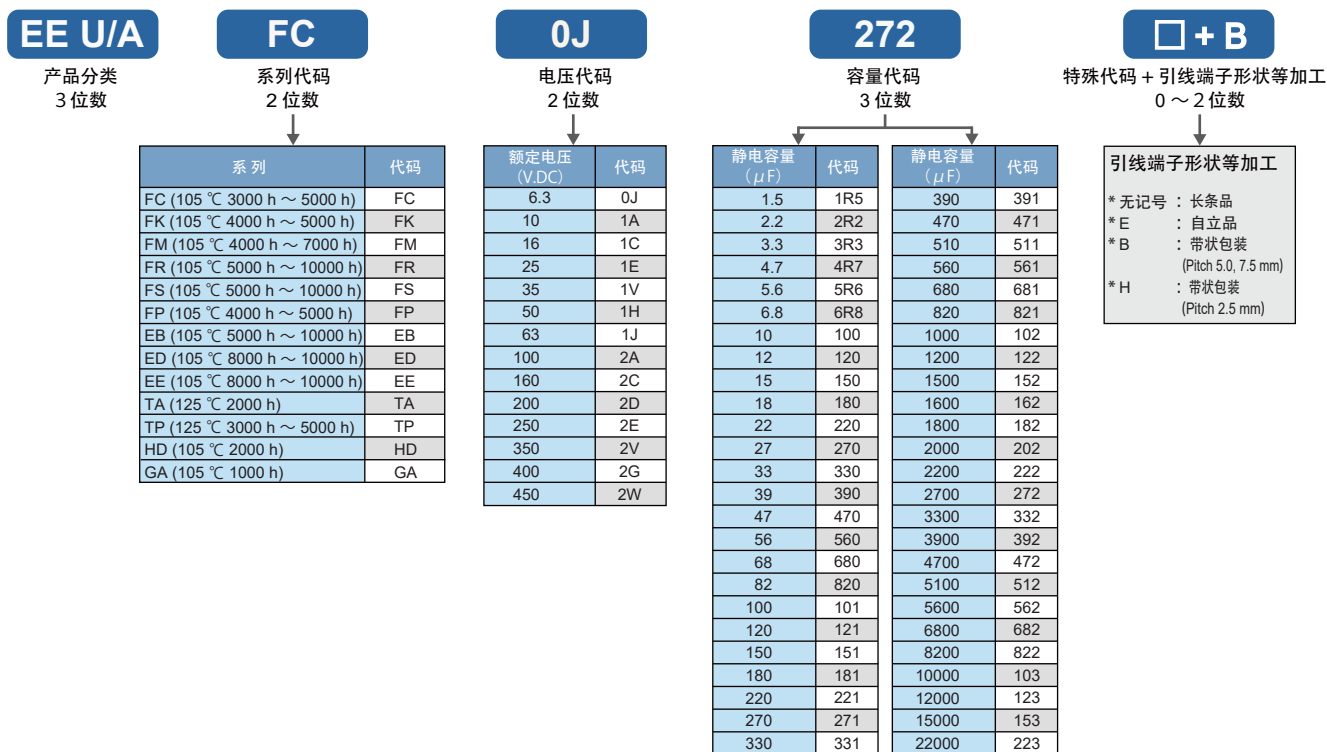 EE U/A
FC
0J
272
□ + B
产品分类
3 位数
系列代码
2 位数
电压代码
2 位数
容量代码
3 位数
特殊代码 + 引线端子形状等加工
0 ～ 2 位数
系 列 代码
FC (105 ℃ 3000 h ～ 5000 h) FC
FK (105 ℃ 4000 h ～ 5000 h) FK
FM (105 ℃ 4000 h ～ 7000 h) FM
FR (105 ℃ 5000 h ～ 10000 h) FR
FS (105 ℃ 5000 h ～ 10000 h) FS
FP (105 ℃ 4000 h ～ 5000 h) FP
EB (105 ℃ 5000 h ～ 10000 h) EB
ED (105 ℃ 8000 h ～ 10000 h) ED
EE (105 ℃ 8000 h ～ 10000 h) EE
TA (125 ℃ 2000 h) TA
TP (125 ℃ 3000 h ～ 5000 h) TP
HD (105 ℃ 2000 h) HD
GA (105 ℃ 1000 h) GA
额定电压
(V.DC)
代码
6.3 0J
10 1A
16 1C
25 1E
35 1V
50 1H
63 1J
100 2A
160 2C
200 2D
250 2E
350 2V
400 2G
450 2W
静电容量
(μF)
代码
1.5 1R5
2.2 2R2
3.3 3R3
4.7 4R7
5.6 5R6
6.8 6R8
10 100
12 120
15 150
18 180
22 220
27 270
33 330
39 390
47 470
56 560
68 680
82 820
100 101
120 121
150 151
180 181
220 221
270 271
330 331
静电容量
(μF)
代码
390 391
470 471
510 511
560 561
680 681
820 821
1000 102
1200 122
1500 152
1600 162
1800 182
2000 202
2200 222
2700 272
3300 332
3900 392
4700 472
5100 512
5600 562
6800 682
8200 822
10000 103
12000 123
15000 153
22000 223
引线端子形状等加工
* 无记号 : 长条品
* E : 自立品
* B : 带状包装
(Pitch 5.0, 7.5 mm)
* H : 带状包装
(Pitch 2.5 mm)